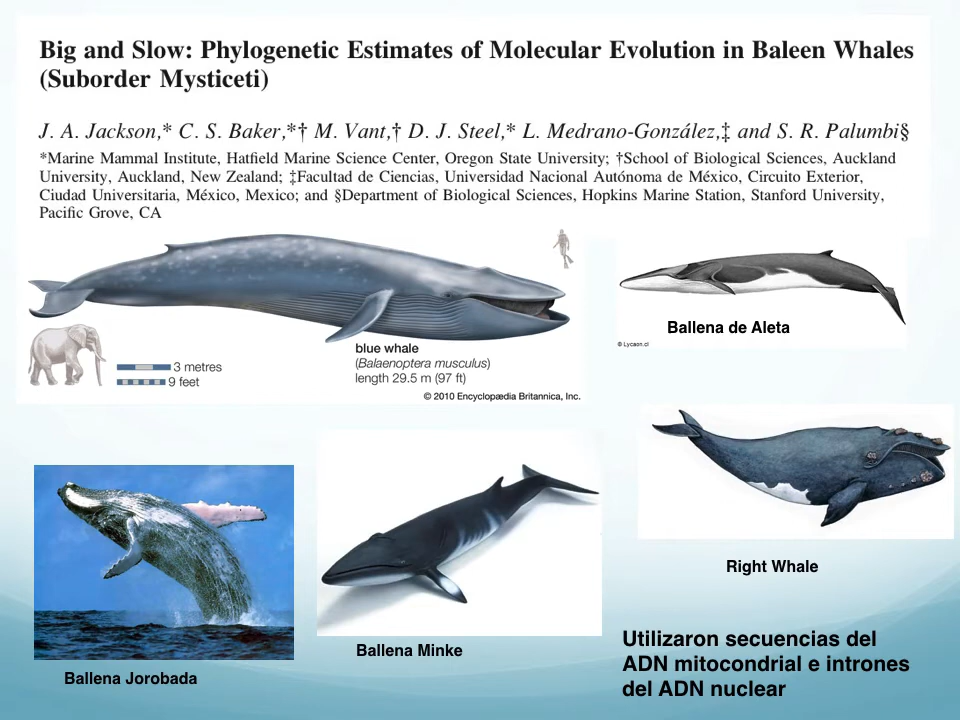 Big and Slow: Phylogenetic Estimates of Molecular Evolution in Baleen Whales
(Suborder Mysticeti)
J. A. Jackson,* C. S. Baker,*† M. Vant,† D. J. Steel,* L. Medrano-González,‡ and S. R. Palumbi§
*Marine Mammal Institute, Hatfield Marine Science Center, Oregon State University; †School of Biological Sciences, Auckland
University, Auckland, New Zealand; ‡Facultad de Ciencias, Universidad Nacional Autónoma de México, Circuito Exterior,
Ciudad Universitaria, México, Mexico; and §Department of Biological Sciences, Hopkins Marine Station, Stanford University,
Pacific Grove, CA
Ballena de Aleta
© Lycaon.cl
blue whale
(Balaenoptera musculus)
length 29.5 m (97 ft)
3 metres
9 feet
© 2010 Encyclopædia Britannica, Inc.
Right Whale
Ballena Minke
Ballena Jorobada
Utilizaron secuencias del
ADN mitocondrial e intrones
del ADN nuclear